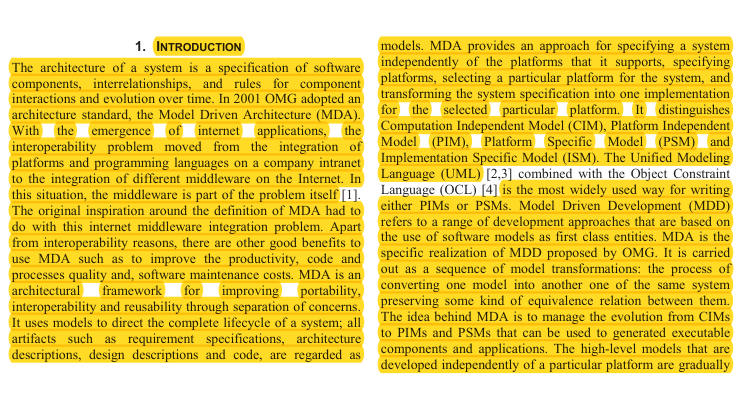 1. INTRODUCTION
The architecture of a system is a specification of software
components, interrelationships, and rules for component
interactions and evolution over time. In 2001 OMG adopted an
architecture standard, the Model Driven Architecture (MDA).
With the emergence of internet applications, the
interoperability problem moved from the integration of
platforms and programming languages on a company intranet
to the integration of different middleware on the Internet. In
this situation, the middleware is part of the problem itself [1].
The original inspiration around the definition of MDA had to
do with this internet middleware integration problem. Apart
from interoperability reasons, there are other good benefits to
use MDA such as to improve the productivity, code and
processes quality and, software maintenance costs. MDA is an
architectural framework for improving portability,
interoperability and reusability through separation of concerns.
It uses models to direct the complete lifecycle of a system; all
artifacts such as requirement specifications, architecture
descriptions, design descriptions and code, are regarded as
models. MDA provides an approach for specifying a system
independently of the platforms that it supports, specifying
platforms, selecting a particular platform for the system, and
transforming the system specification into one implementation
for the selected particular platform. It distinguishes
Computation Independent Model (CIM), Platform Independent
Model (PIM), Platform Specific Model (PSM) and
Implementation Specific Model (ISM). The Unified Modeling
Language (UML) [2,3] combined with the Object Constraint
Language (OCL) [4] is the most widely used way for writing
either PIMs or PSMs. Model Driven Development (MDD)
refers to a range of development approaches that are based on
the use of software models as first class entities. MDA is the
specific realization of MDD proposed by OMG. It is carried
out as a sequence of model transformations: the process of
converting one model into another one of the same system
preserving some kind of equivalence relation between them.
The idea behind MDA is to manage the evolution from CIMs
to PIMs and PSMs that can be used to generated executable
components and applications. The high-level models that are
developed independently of a particular platform are gradually